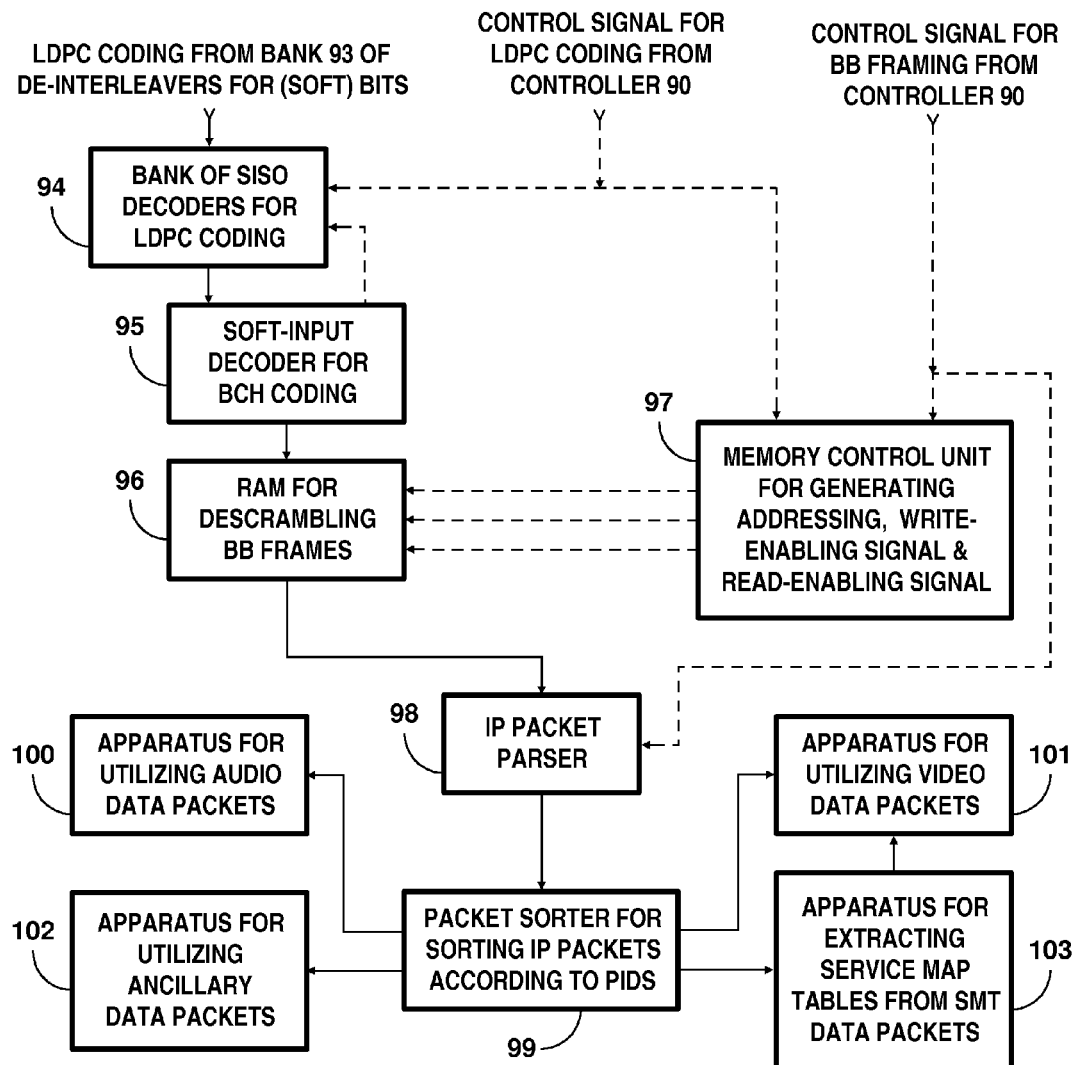 LDPC CODING FROM BANK 93 OF
DE-INTERLEAVERS FOR (SOFT) BITS
CONTROL SIGNAL FOR
LDPC CODING FROM
CONTROLLER 90
CONTROL SIGNAL FOR
BB FRAMING FROM
CONTROLLER 90
94
BANK OF SISO
DECODERS FOR
LDPC CODING
95
SOFT-INPUT
DECODER FOR
BCH CODING
96
RAM FOR
DESCRAMBLING
BB FRAMES
97
MEMORY CONTROL UNIT
FOR GENERATING
ADDRESSING, WRITE-
ENABLING SIGNAL &
READ-ENABLING SIGNAL
98
IP PACKET
PARSER
100
APPARATUS FOR
UTILIZING AUDIO
DATA PACKETS
APPARATUS FOR
UTILIZING VIDEO
DATA PACKETS
101
102
APPARATUS FOR
UTILIZING
ANCILLARY
DATA PACKETS
PACKET SORTER FOR
SORTING IP PACKETS
ACCORDING TO PIDS
99
APPARATUS FOR
EXTRACTING
SERVICE MAP
TABLES FROM SMT
DATA PACKETS
103